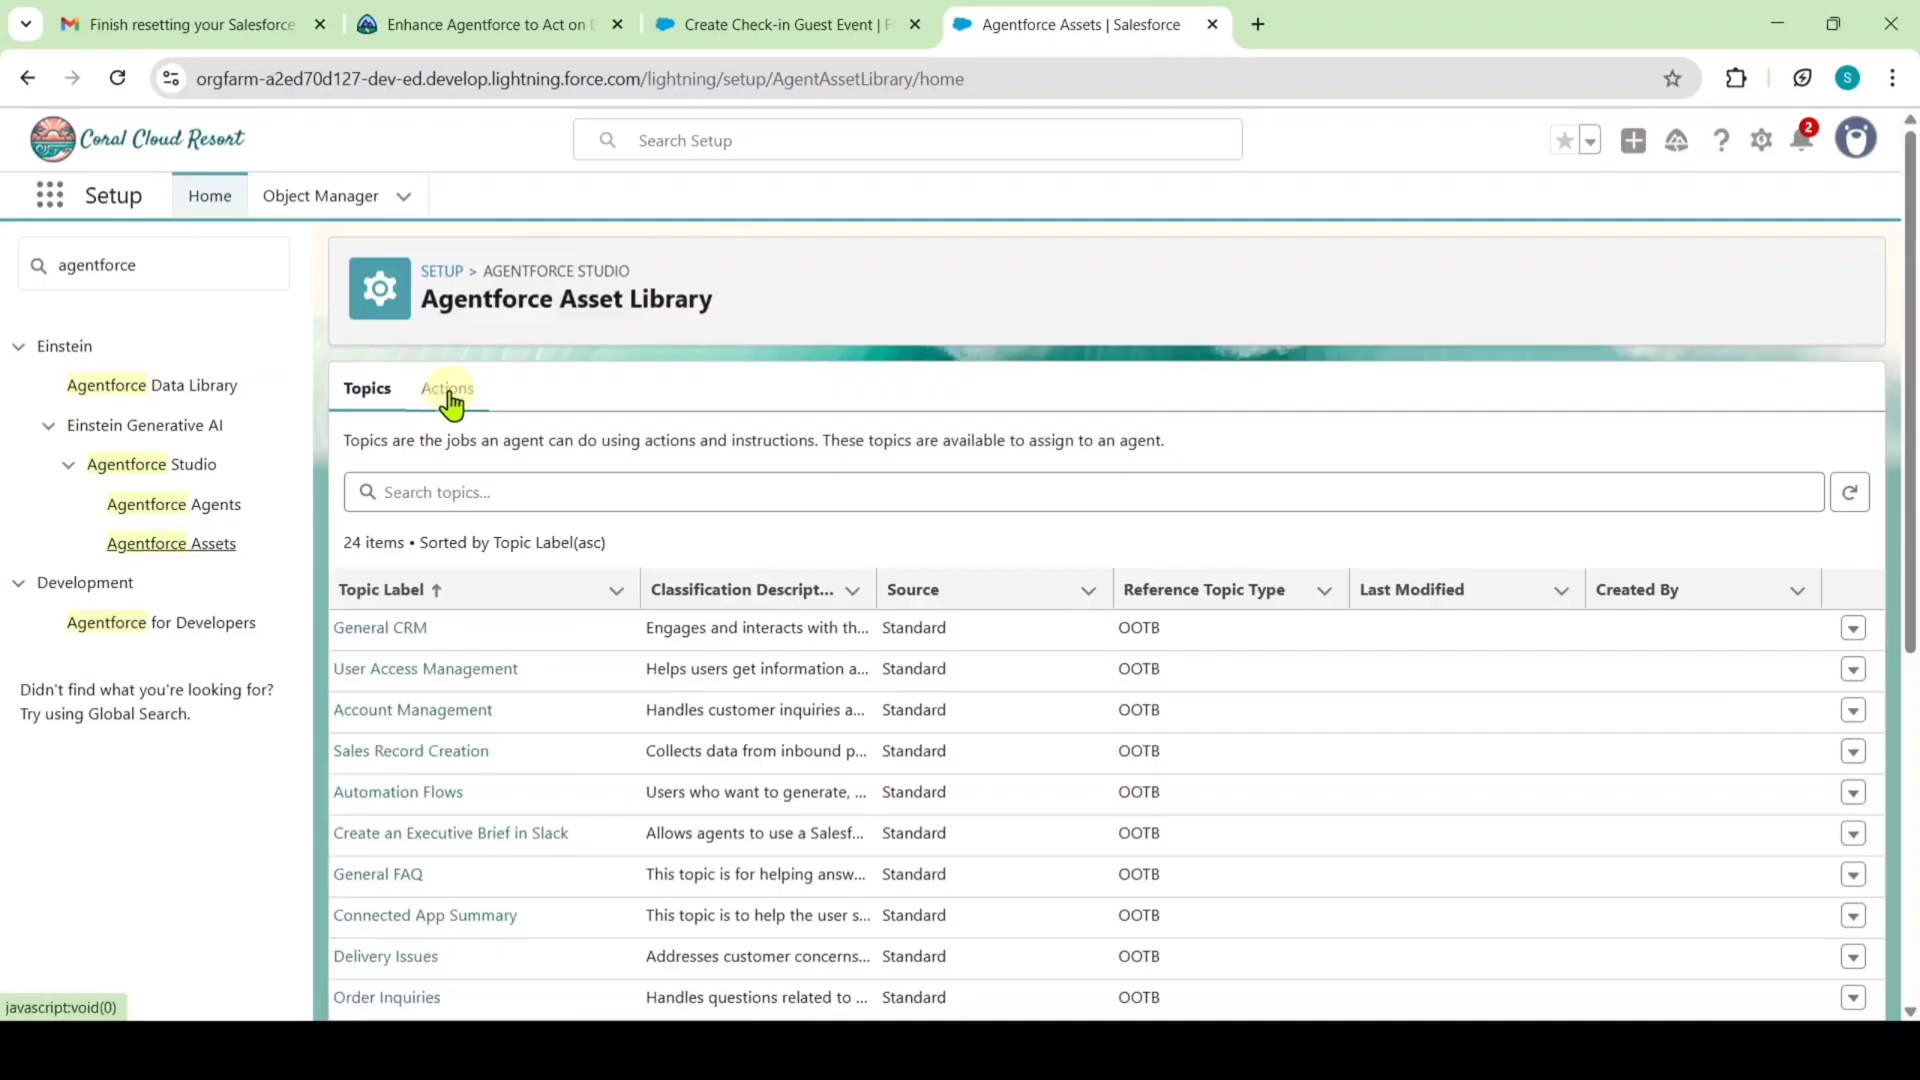 Finish resetting your Salesforce
Enhance Agentforce to Act on D
Create Check-in Guest Event | F
Agentforce Assets | Salesforce
orgfarm-a2ed70d127-dev-ed.develop.lightning.force.com/lightning/setup/AgentAssetLibrary/home
S
Coral Cloud Resort
Search Setup
2
Setup
Home
Object Manager
agentforce
Einstein
Agentforce Data Library
Einstein Generative AI
Agentforce Studio
Agentforce Agents
Agentforce Assets
Development
Agentforce for Developers
Didn't find what you're looking for?
Try using Global Search.
SETUP > AGENTFORCE STUDIO
Agentforce Asset Library
Topics
Actions
Topics are the jobs an agent can do using actions and instructions. These topics are available to assign to an agent.
Search topics...
24 items • Sorted by Topic Label(asc)
Topic Label ↑ Classification Descript... Source Reference Topic Type Last Modified Created By
General CRM Engages and interacts with th... Standard OOTB
User Access Management Helps users get information a... Standard OOTB
Account Management Handles customer inquiries a... Standard OOTB
Sales Record Creation Collects data from inbound p... Standard OOTB
Automation Flows Users who want to generate, ... Standard OOTB
Create an Executive Brief in Slack Allows agents to use a Salesf... Standard OOTB
General FAQ This topic is for helping answ... Standard OOTB
Connected App Summary This topic is to help the user s... Standard OOTB
Delivery Issues Addresses customer concerns... Standard OOTB
Order Inquiries Handles questions related to ... Standard OOTB
javascript:void(0)